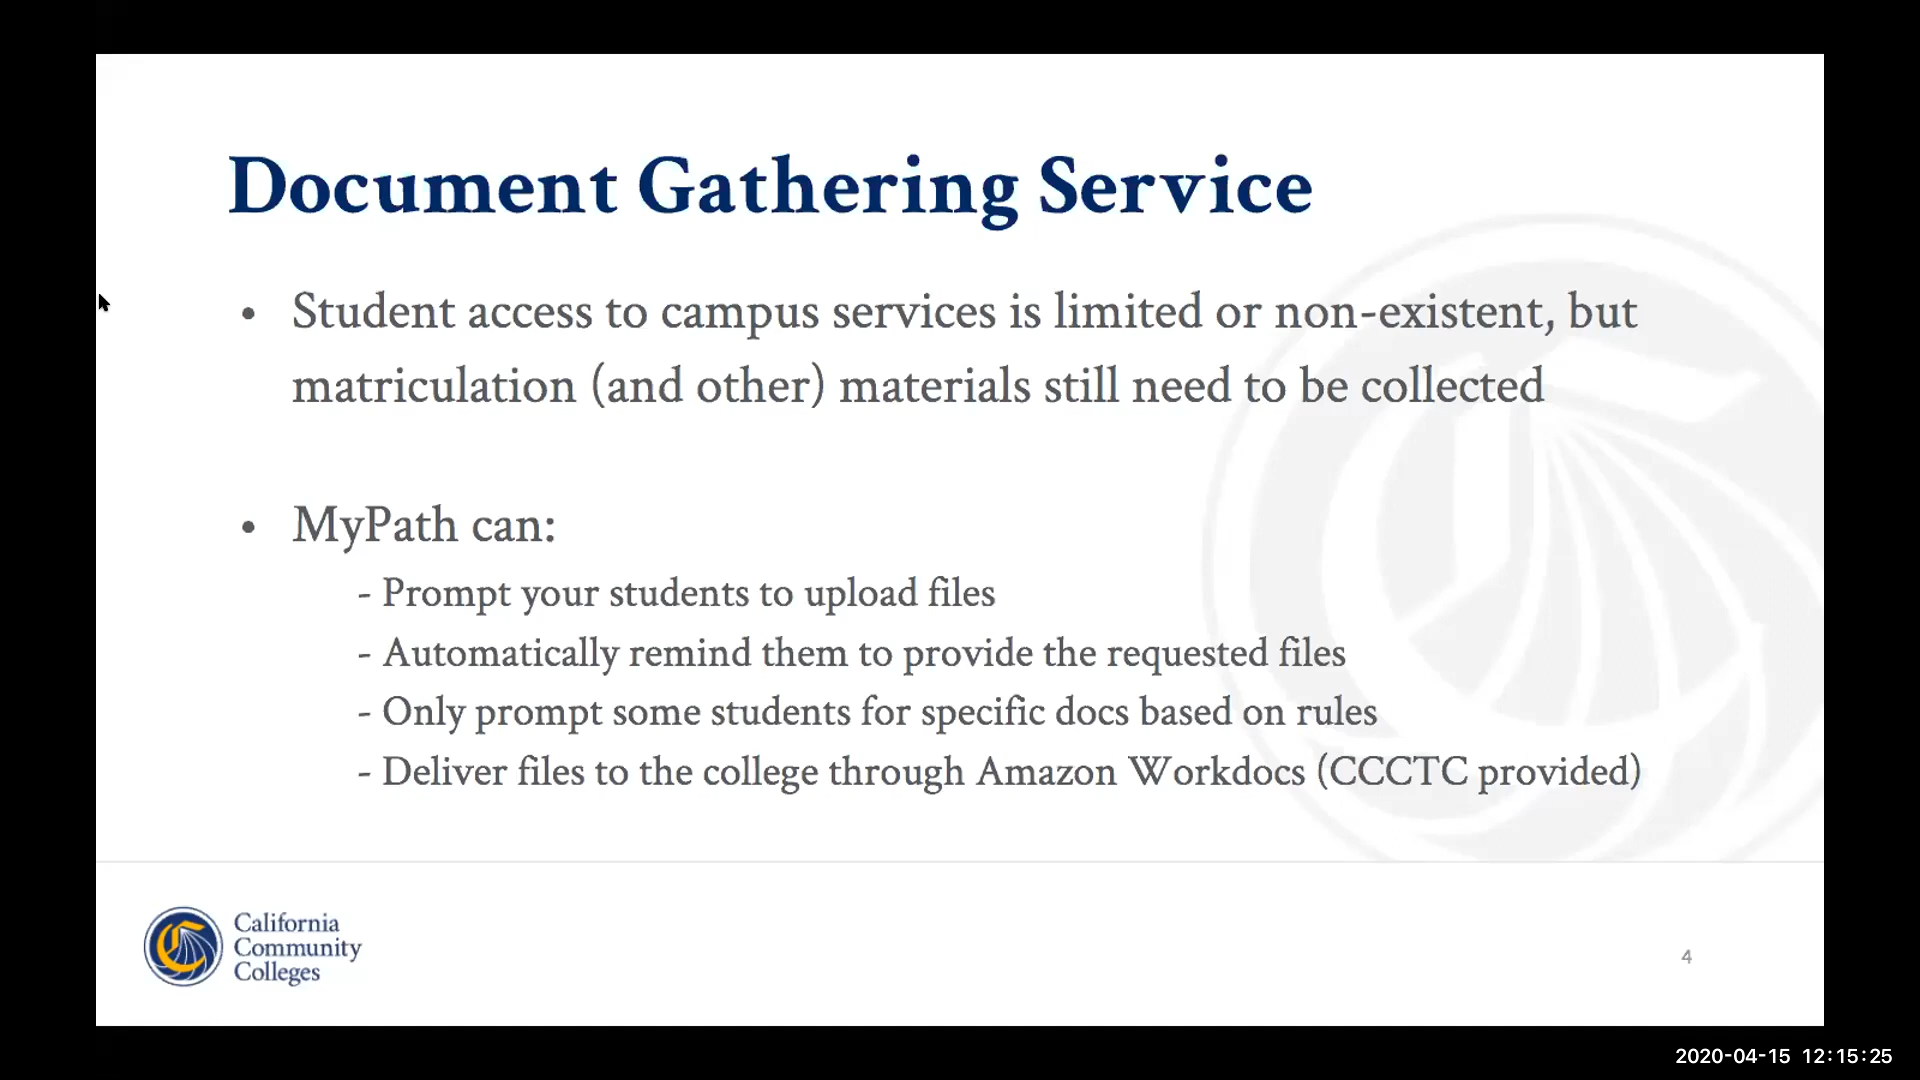 Document Gathering Service
• Student access to campus services is limited or non-existent, but
matriculation (and other) materials still need to be collected
• MyPath can:
- Prompt your students to upload files
- Automatically remind them to provide the requested files
- Only prompt some students for specific docs based on rules
- Deliver files to the college through Amazon Workdocs (CCCTC provided)
California
Community
Colleges
4
2020-04-15 12:15:25